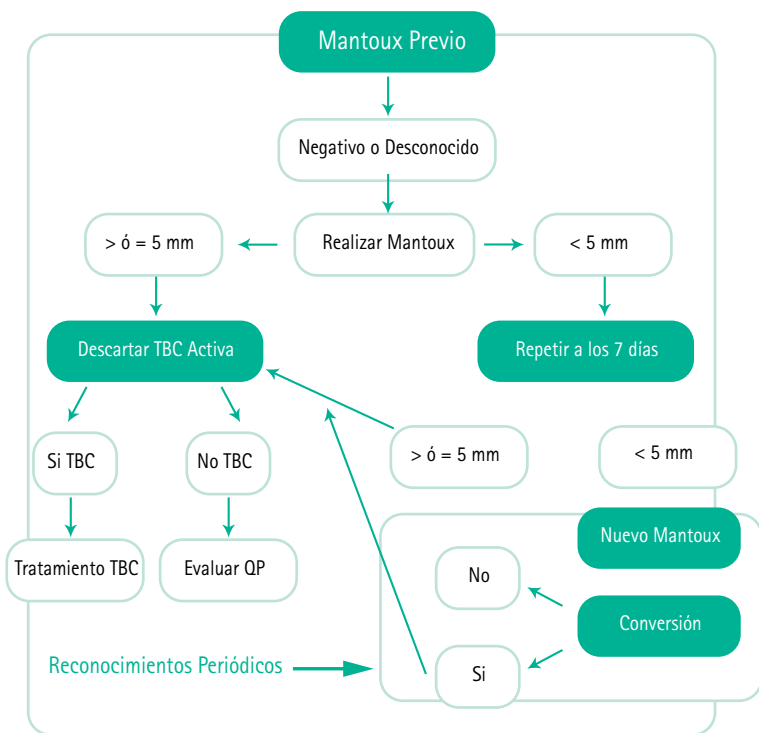 Mantoux Previo
Negativo o Desconocido
> ó = 5 mm
Realizar Mantoux
< 5 mm
Descartar TBC Activa
Repetir a los 7 días
Si TBC
No TBC
> ó = 5 mm
< 5 mm
Tratamiento TBC
Evaluar QP
Nuevo Mantoux
No
Conversión
Reconocimientos Periódicos
Si